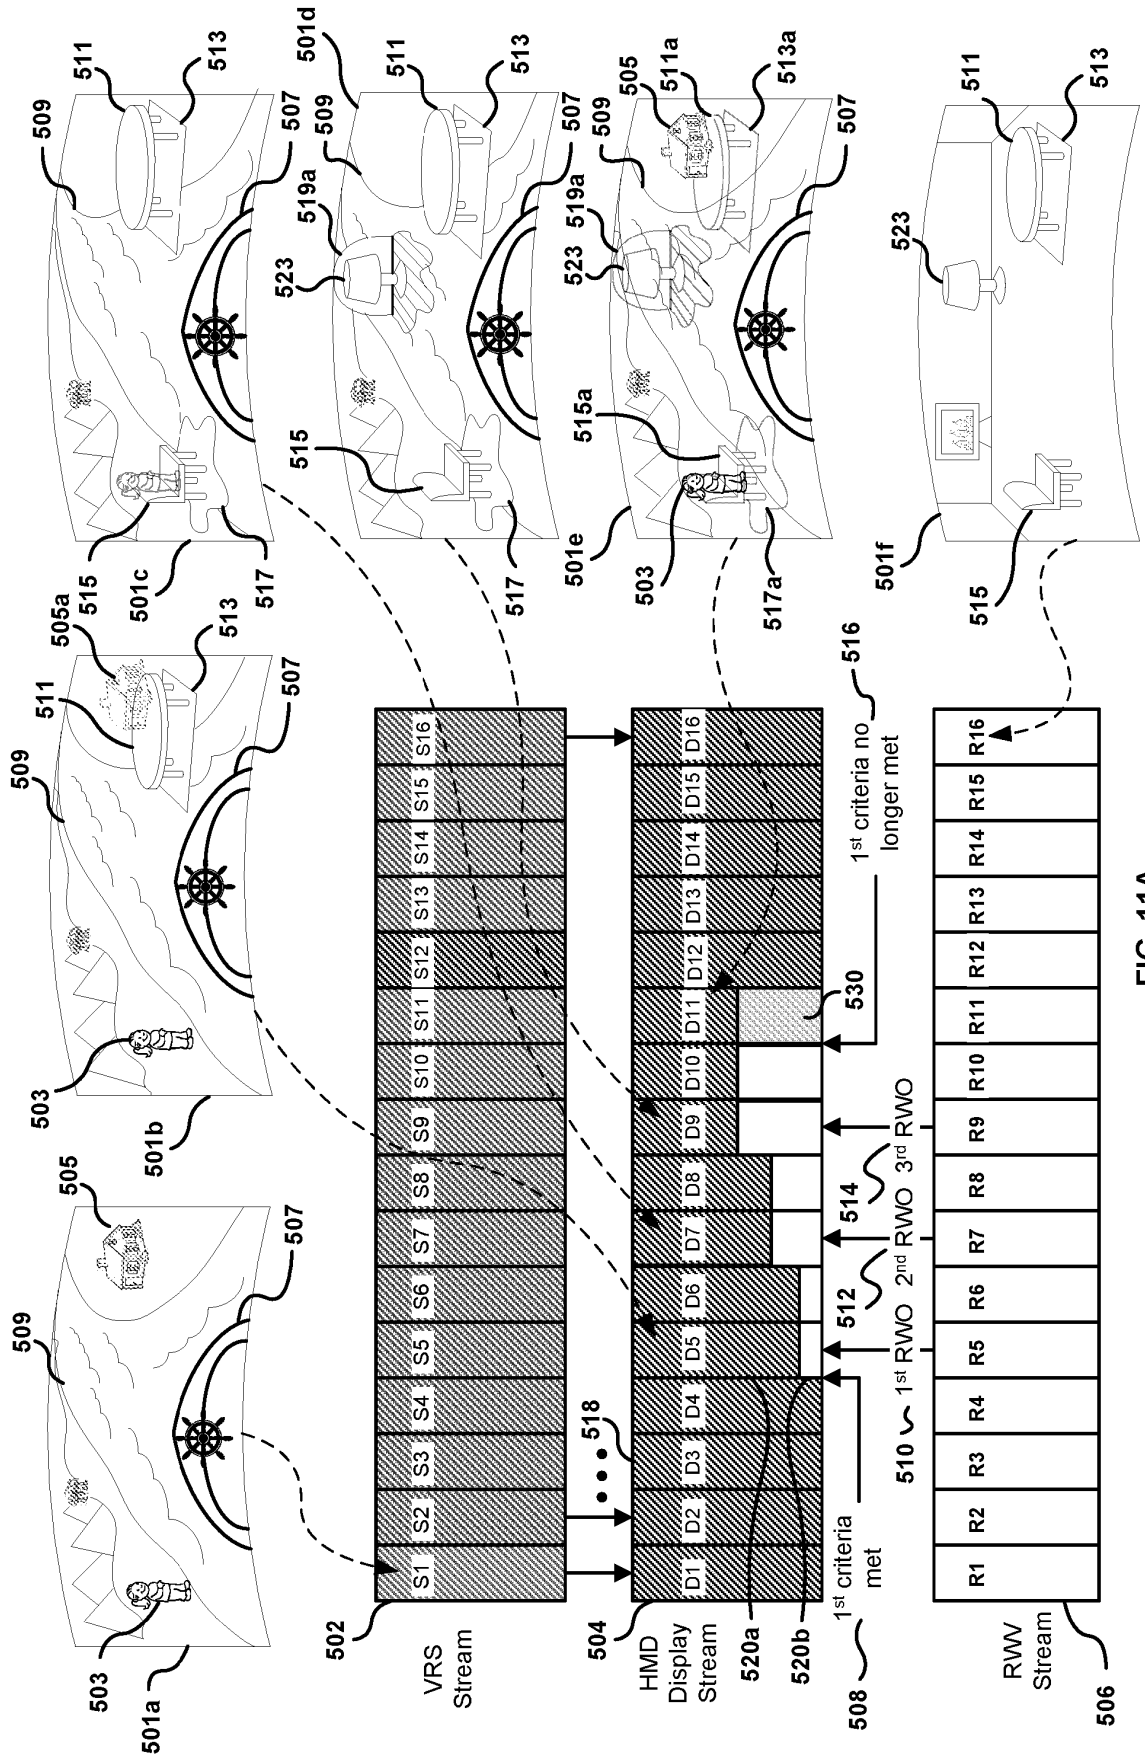 503
501a
509
505
507
503
501b
509
511
505a
513
507
515
501c
517
509
511
513
507
515
517
523
519a
509
501d
511
513
507
501e
503
517a
515a
523
519a
509
505
511a
513a
507
501f
515
523
511
513
VRS
Stream
502
S1 S2 S3 S4 S5 S6 S7 S8 S9 S10 S11 S12 S13 S14 S15 S16
518
HMD
Display
Stream
504
D1 D2 D3 D4 D5 D6 D7 D8 D9 D10 D11 D12 D13 D14 D15 D16
520a
520b
530
508
1st criteria
met
510
1st RWO
512
2nd RWO
514
3rd RWO
1st criteria no
longer met
516
RWV
Stream
506
R1 R2 R3 R4 R5 R6 R7 R8 R9 R10 R11 R12 R13 R14 R15 R16
FIG. 11A